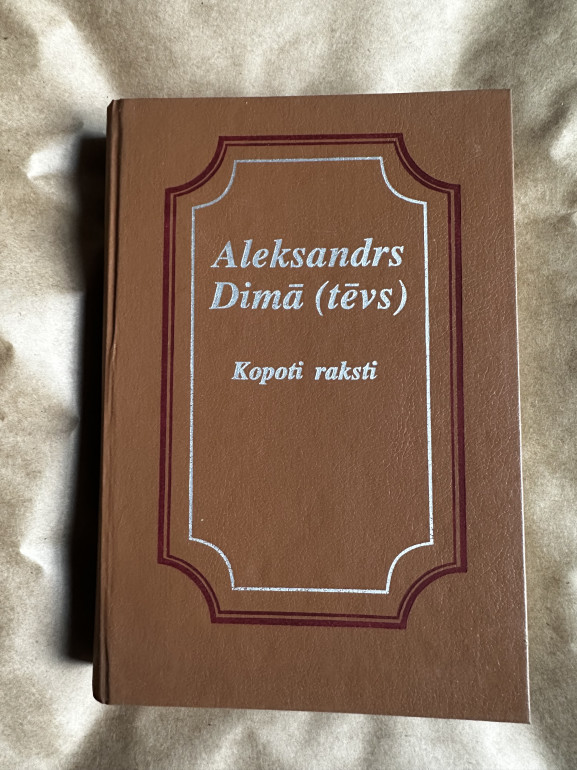 Aleksandrs
Dimā (tēvs)
Kopoti raksti